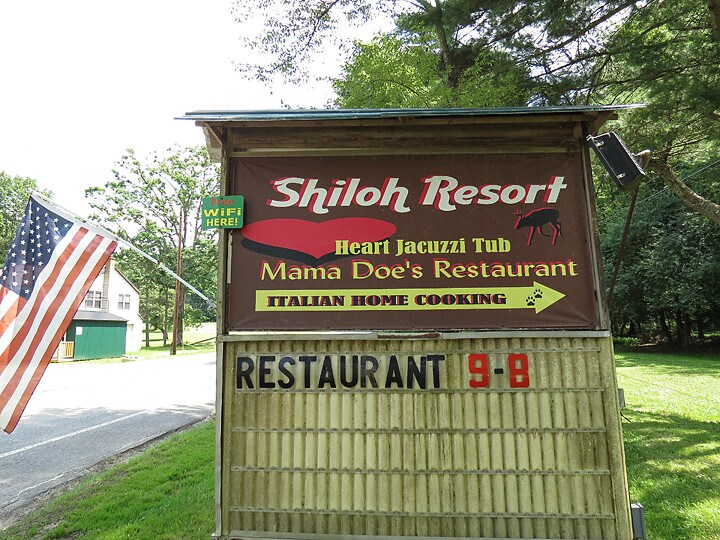 Shiloh Resort
Free
WiFi
HERE!
Heart Jacuzzi Tub
Mama Doe's Restaurant
ITALIAN HOME COOKING
RESTAURANT 9-8